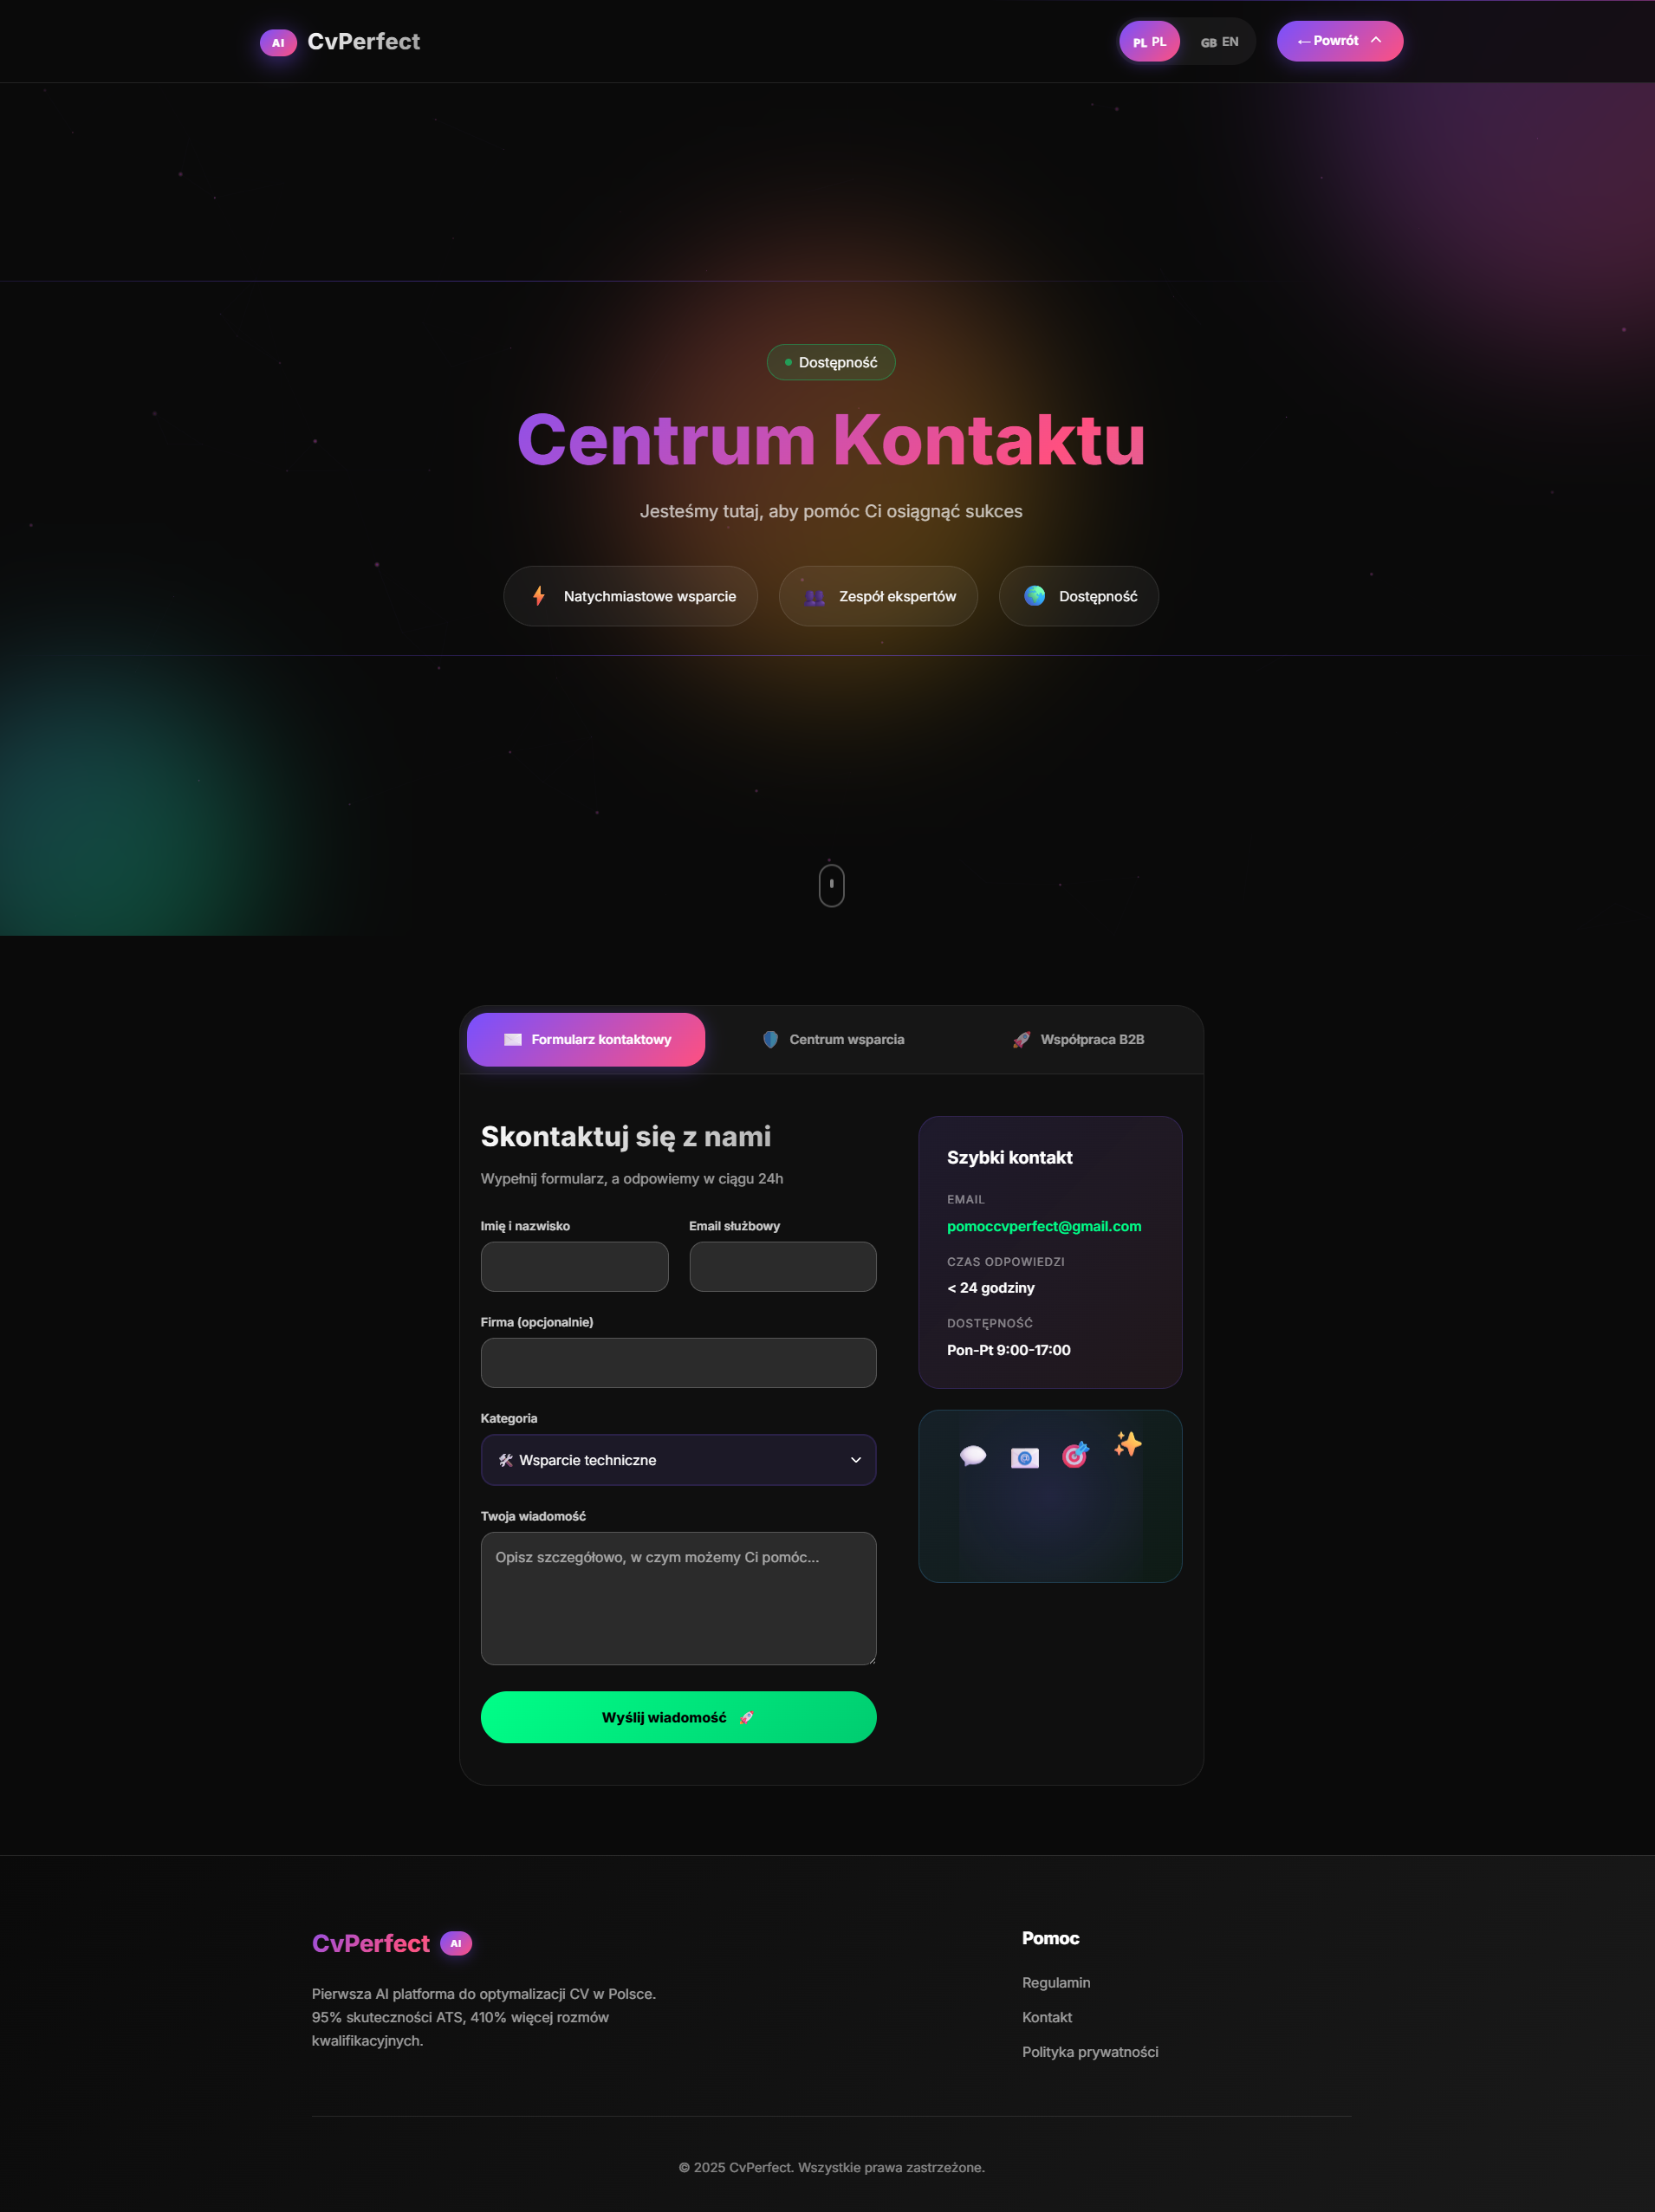 AI CvPerfect
PL PL
GB EN
← Powrót
Dostępność
Centrum Kontaktu
Jesteśmy tutaj, aby pomóc Ci osiągnąć sukces
Natychmiastowe wsparcie
Zespół ekspertów
Dostępność
Formularz kontaktowy
Centrum wsparcia
Współpraca B2B
Skontaktuj się z nami
Wypełnij formularz, a odpowiemy w ciągu 24h
Imię i nazwisko
Email służbowy
Firma (opcjonalnie)
Kategoria
Wsparcie techniczne
Twoja wiadomość
Opisz szczegółowo, w czym możemy Ci pomóc...
Wyślij wiadomość
Szybki kontakt
EMAIL
pomoccvperfect@gmail.com
CZAS ODPOWIEDZI
< 24 godziny
DOSTĘPNOŚĆ
Pon-Pt 9:00-17:00
CvPerfect AI
Pierwsza AI platforma do optymalizacji CV w Polsce.
95% skuteczności ATS, 410% więcej rozmów
kwalifikacyjnych.
Pomoc
Regulamin
Kontakt
Polityka prywatności
© 2025 CvPerfect. Wszystkie prawa zastrzeżone.